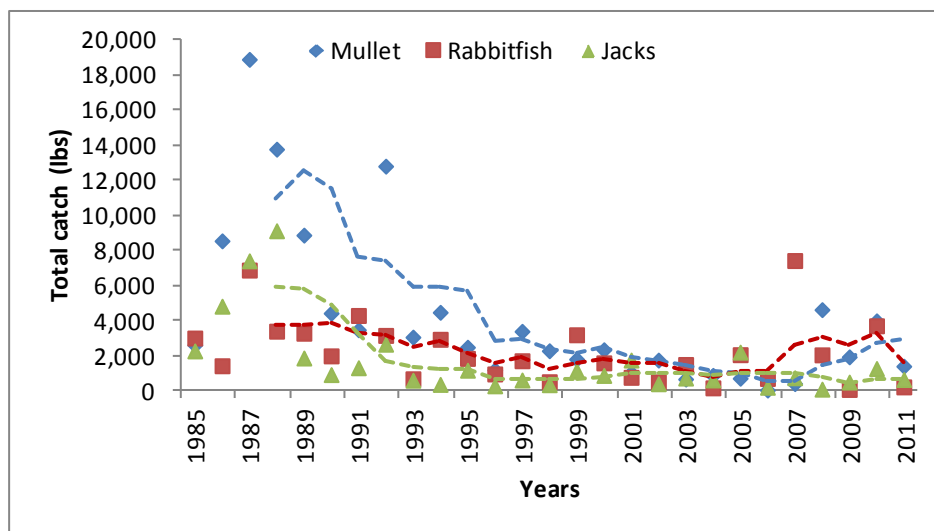 20,000
18,000
16,000
14,000
12,000
10,000
8,000
6,000
4,000
2,000
0
Total catch (lbs)
Mullet Rabbitfish Jacks
1985 1987 1989 1991 1993 1995 1997 1999 2001 2003 2005 2007 2009 2011
Years